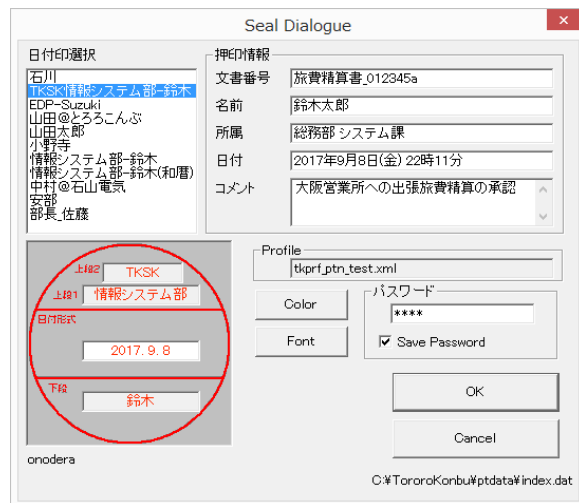 Seal Dialogue
日付印選択
石川
TKSK情報システム部-鈴木
EDP-Suzuki
山田@とろろこんぶ
山田太郎
小野寺
情報システム部-鈴木
情報システム部-鈴木(和暦)
中村@石山電気
安部
部長_佐藤
押印情報
文書番号 旅費精算書_012345a
名前 鈴木太郎
所属 総務部 システム課
日付 2017年9月8日(金) 22時11分
コメント 大阪営業所への出張旅費精算の承認
上段2 TKSK
上段1 情報システム部
日付形式
2017. 9. 8
下段 鈴木
onodera
Profile
tkprf_ptn_test.xml
Color
Font
パスワード
****
Save Password
OK
Cancel
C:¥TororoKonbu¥ptdata¥index.dat